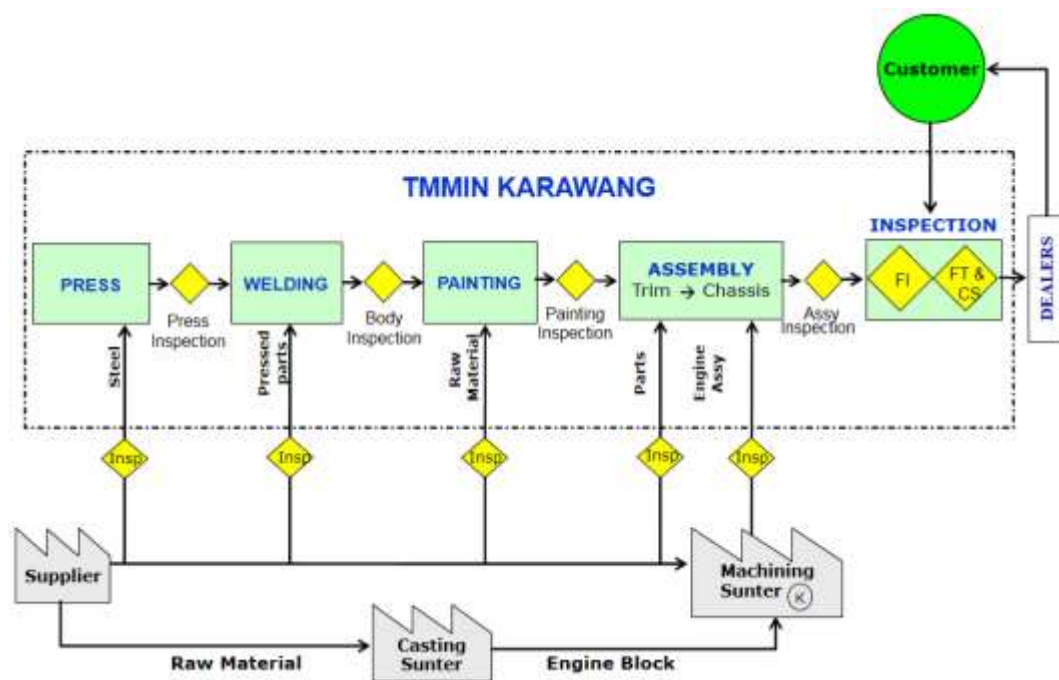 Customer
TMMIN KARAWANG
INSPECTION
PRESS
WELDING
PAINTING
ASSEMBLY
Trim → Chassis
FI
FT &
CS
DEALERS
Press
Inspection
Body
Inspection
Painting
Inspection
Assy
Inspection
Steel
Pressed
parts
Raw
Material
Parts
Engine
Assy
Insp
Insp
Insp
Insp
Insp
Supplier
Machining
Sunter
K
Casting
Sunter
Raw Material
Engine Block